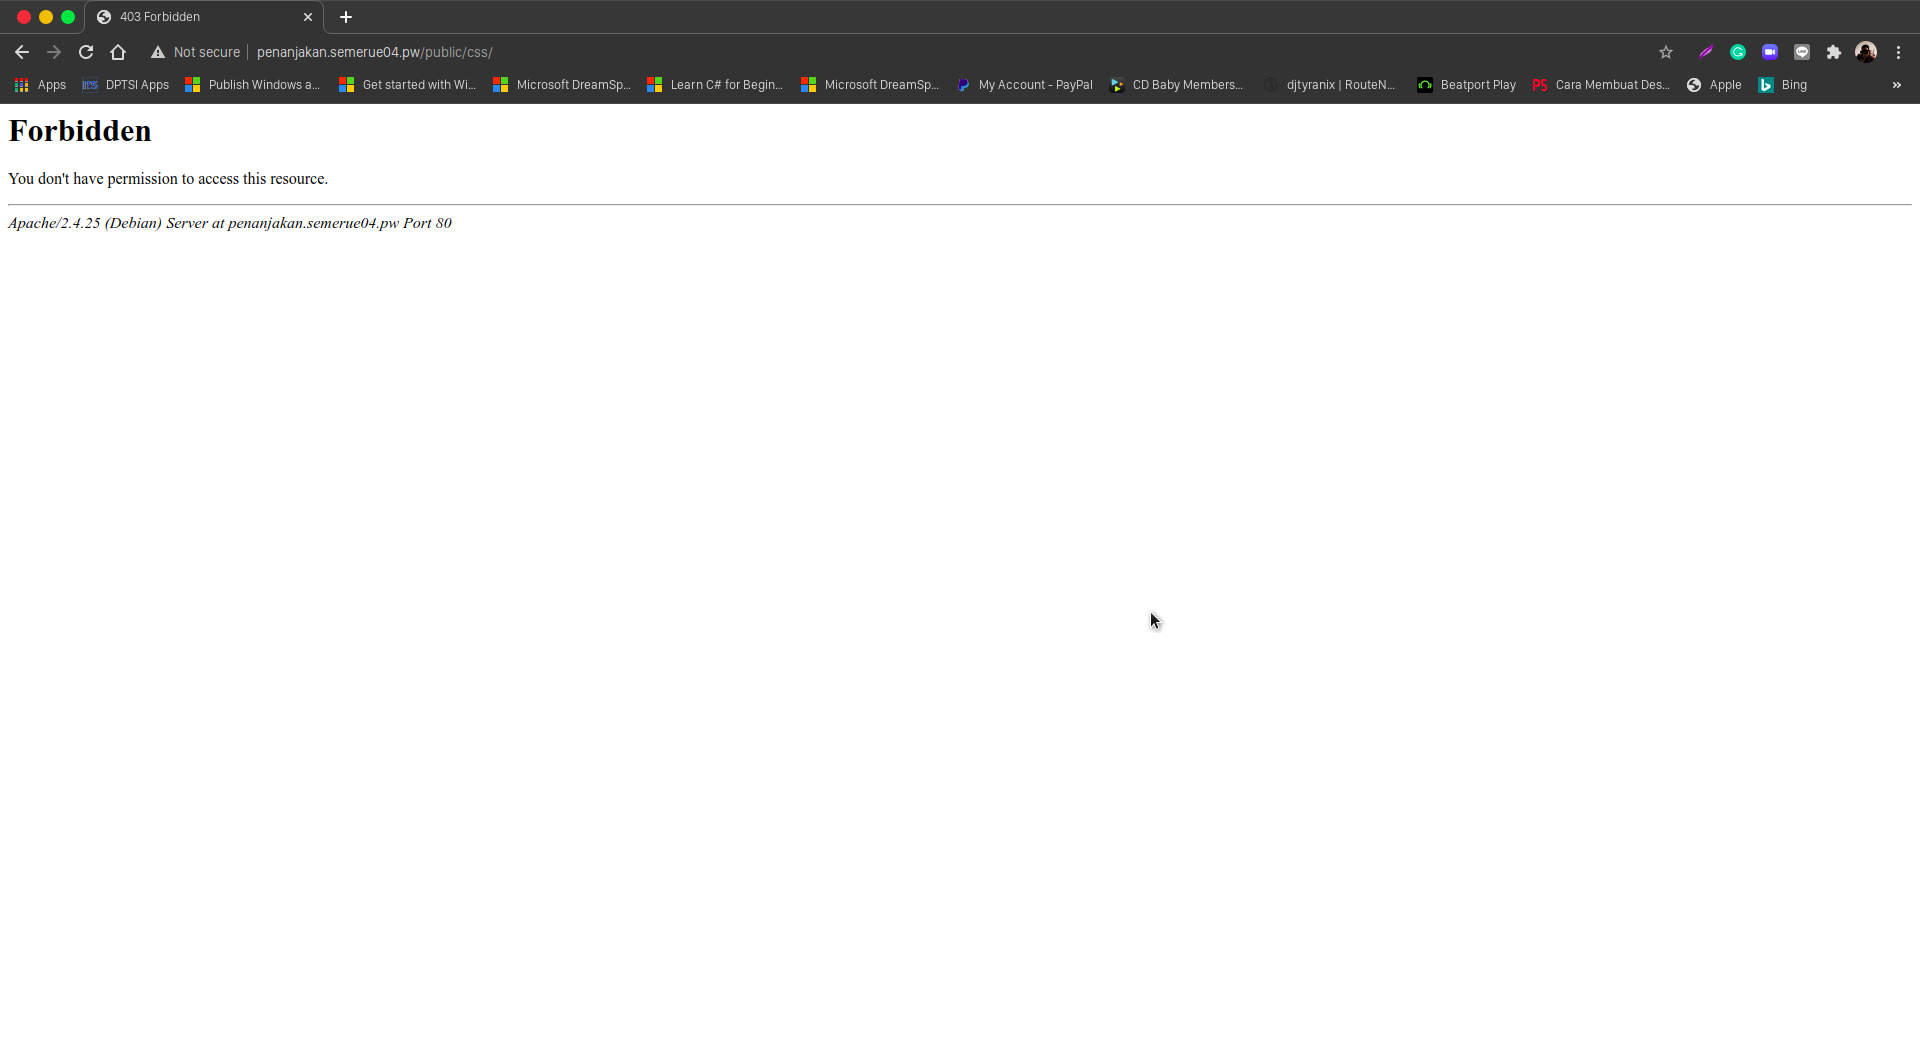 403 Forbidden
Not secure penanjakan.semerue04.pw/public/css/
Apps DPTSI Apps Publish Windows a... Get started with Wi... Microsoft DreamSp... Learn C# for Begin... Microsoft DreamSp... My Account - PayPal CD Baby Members... djtyranix | RouteN... Beatport Play Cara Membuat Des... Apple Bing »
Forbidden
You don't have permission to access this resource.
Apache/2.4.25 (Debian) Server at penanjakan.semerue04.pw Port 80